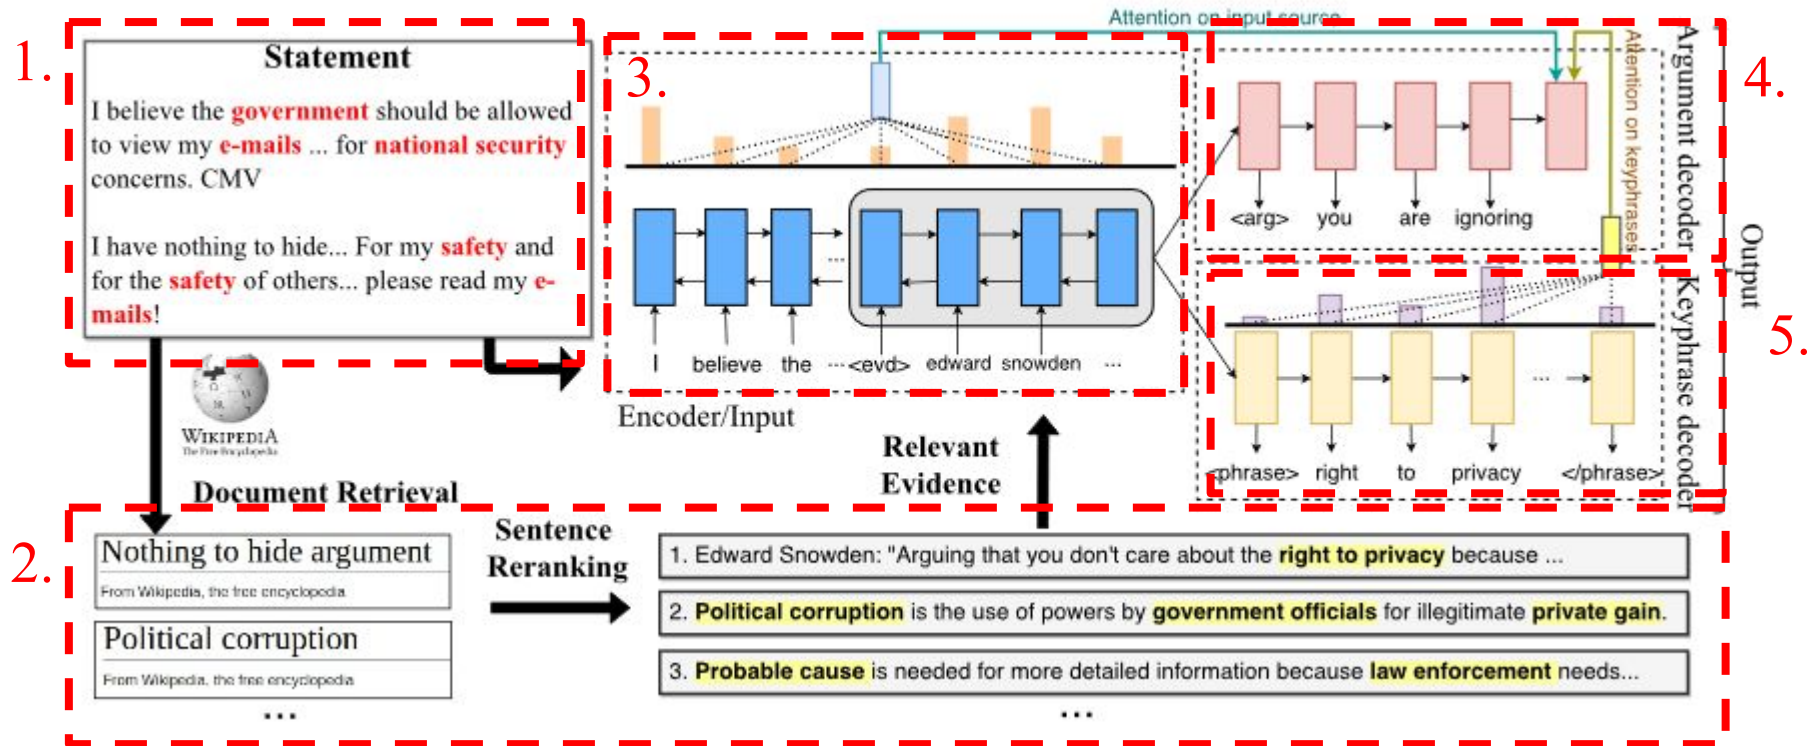 1.
Statement
I believe the government should be allowed
to view my e-mails ... for national security
concerns. CMV
I have nothing to hide... For my safety and
for the safety of others... please read my e-
mails!
3.
I believe the ... <evd> edward snowden ...
...
Encoder/Input
Attention on input source
4.
Argument decoder
Attention on keyphrases
<arg> you are ignoring
Output
5.
Keyphrase decoder
...
<phrase> right to privacy </phrase>
WIKIPEDIA
The Free Encyclopedia
Document Retrieval
Relevant
Evidence
2.
Nothing to hide argument
From Wikipedia, the free encyclopedia
Political corruption
From Wikipedia, the free encyclopedia
...
Sentence
Reranking
1. Edward Snowden: "Arguing that you don't care about the right to privacy because ...
2. Political corruption is the use of powers by government officials for illegitimate private gain.
3. Probable cause is needed for more detailed information because law enforcement needs...
...